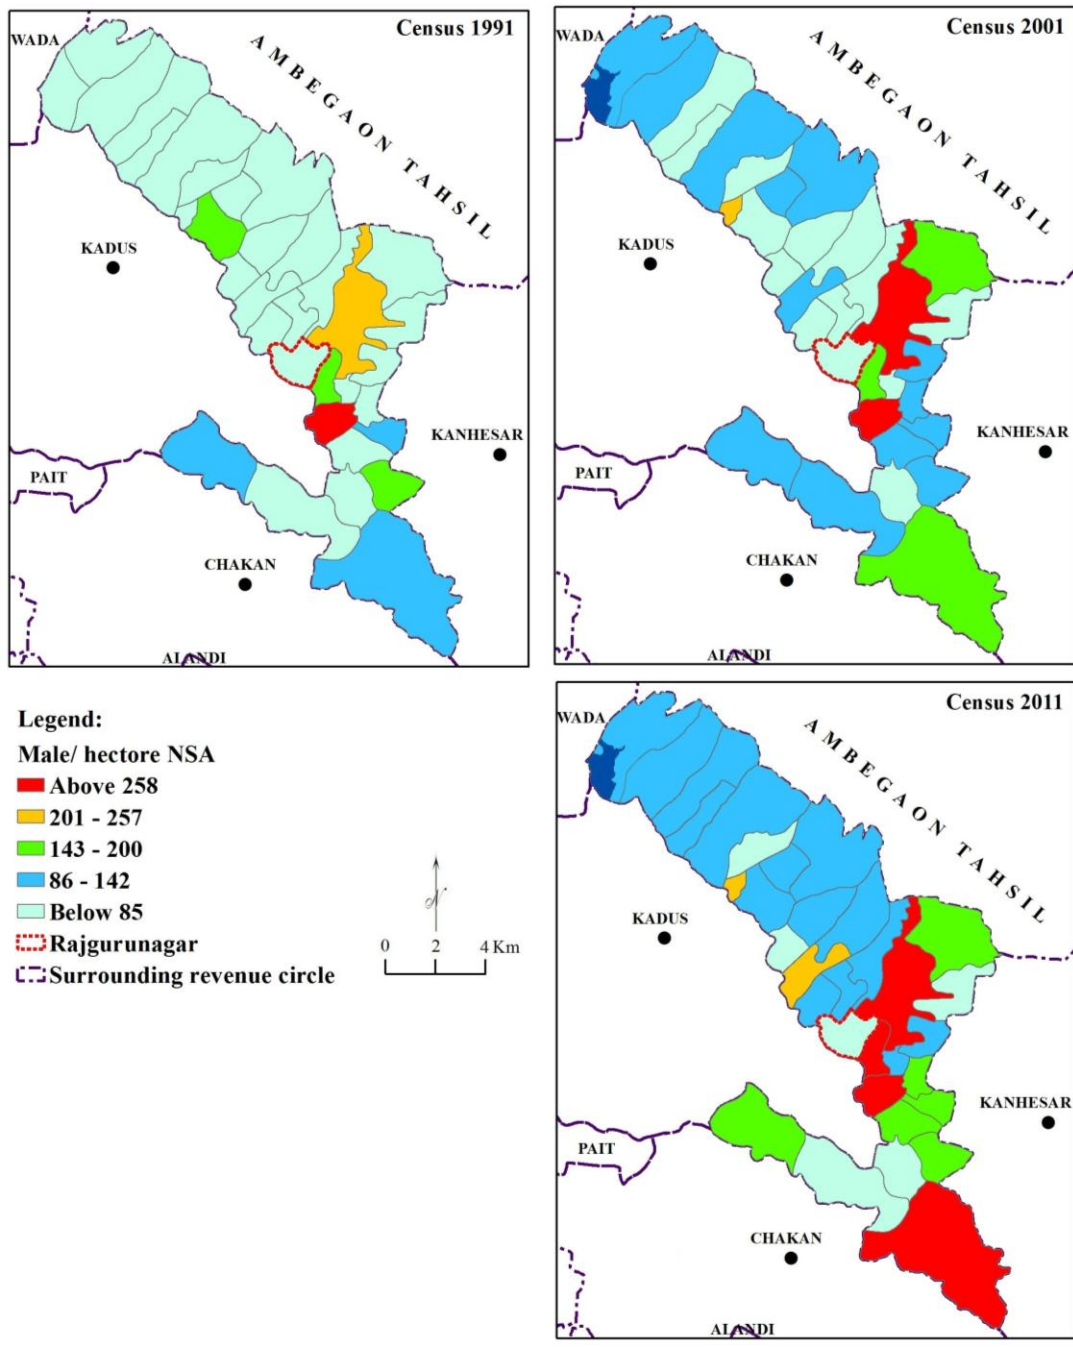 Census 1991
WADA
AMBEGAON TAHSIL
KADUS
KANHESAR
PAIT
CHAKAN
ALANDI
Census 2001
WADA
AMBEGAON TAHSIL
KADUS
KANHESAR
PAIT
CHAKAN
ALANDI
Legend:
Male/ hectore NSA
Above 258
201 - 257
143 - 200
86 - 142
Below 85
Rajgurunagar
Surrounding revenue circle
N
0 2 4 Km
Census 2011
WADA
AMBEGAON TAHSIL
KADUS
KANHESAR
PAIT
CHAKAN
ALANDI